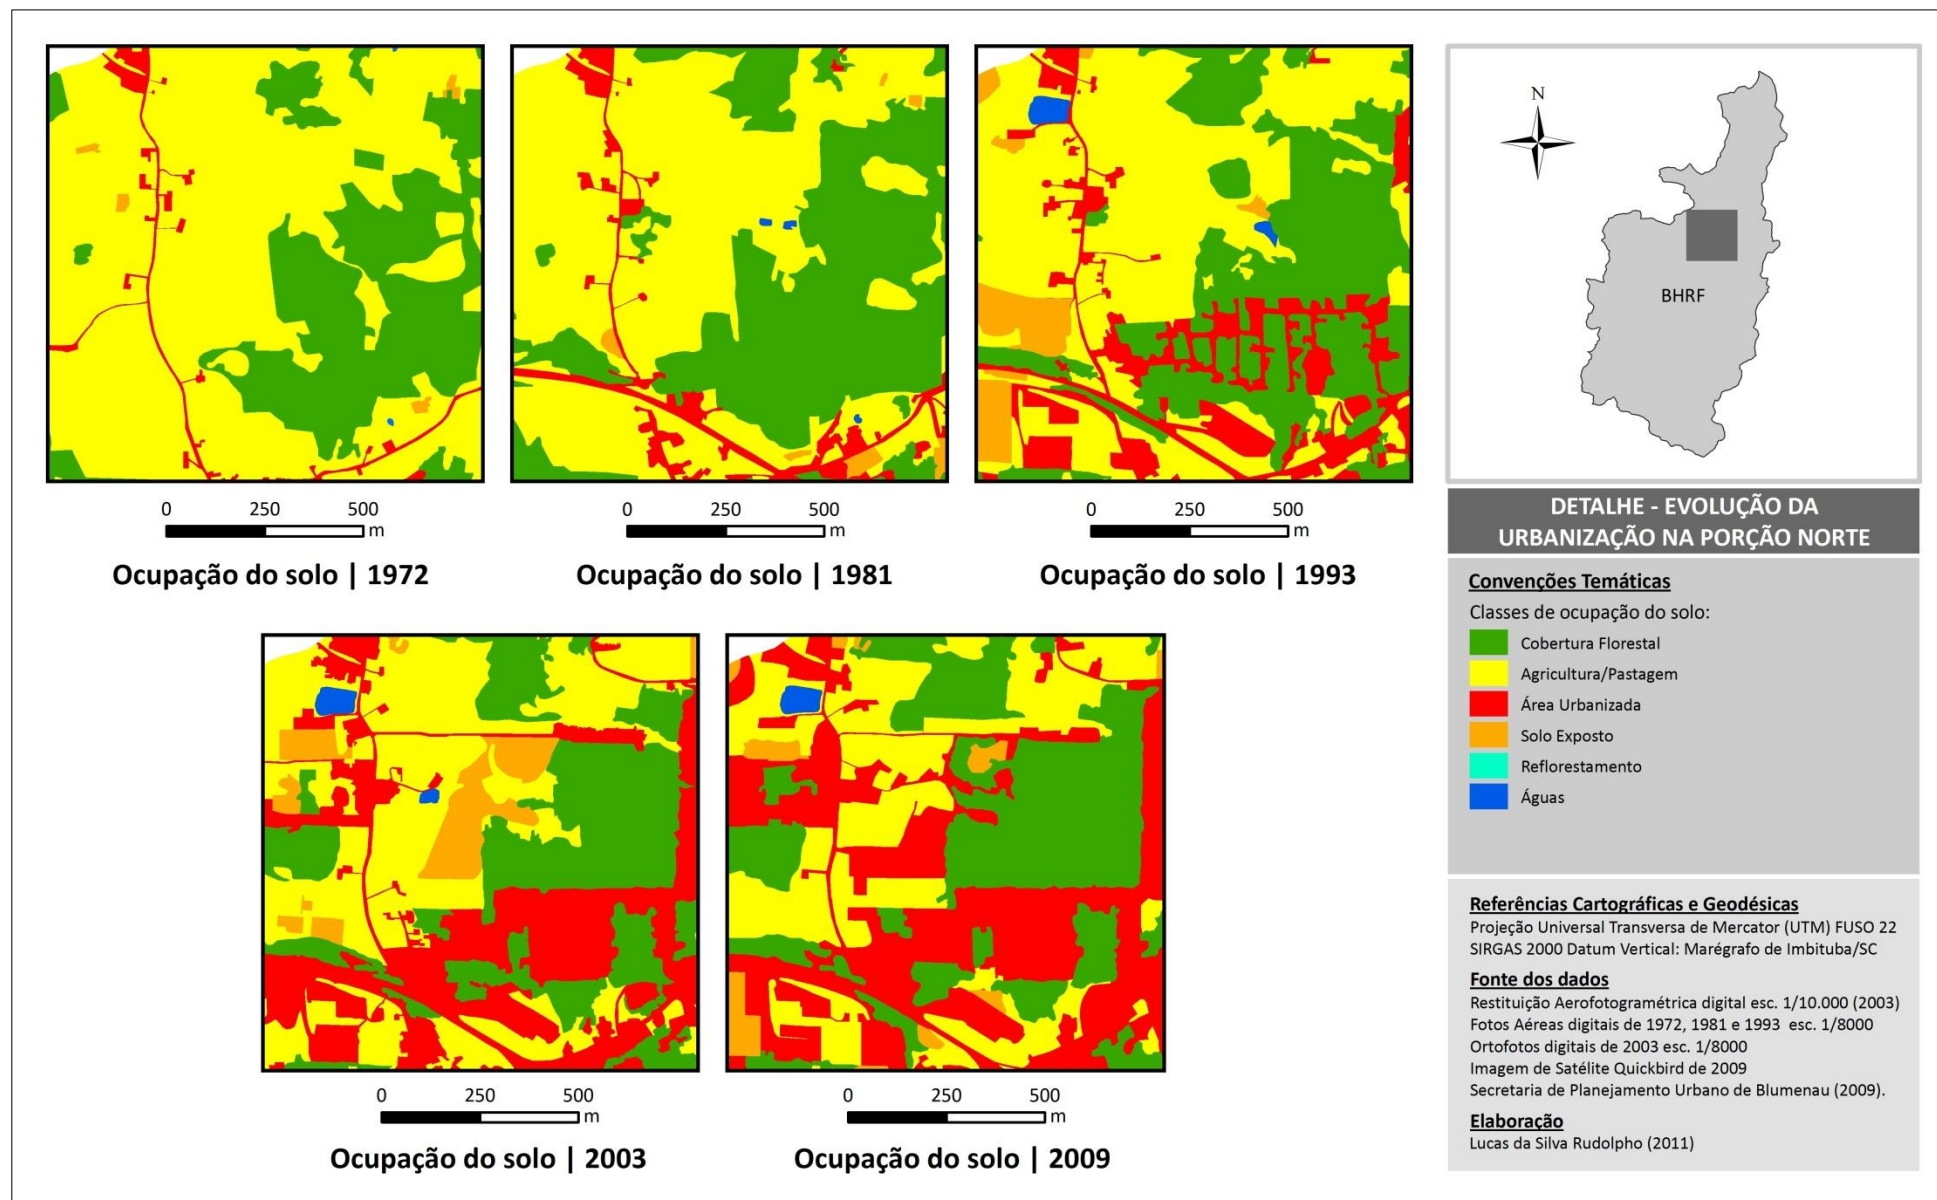 0 250 500
m
Ocupação do solo | 1972
0 250 500
m
Ocupação do solo | 1981
0 250 500
m
Ocupação do solo | 1993
0 250 500
m
Ocupação do solo | 2003
0 250 500
m
Ocupação do solo | 2009
N
BHRF
DETALHE - EVOLUÇÃO DA
URBANIZAÇÃO NA PORÇÃO NORTE
Convenções Temáticas
Classes de ocupação do solo:
Cobertura Florestal
Agricultura/Pastagem
Área Urbanizada
Solo Exposto
Reflorestamento
Águas
Referências Cartográficas e Geodésicas
Projeção Universal Transversa de Mercator (UTM) FUSO 22
SIRGAS 2000 Datum Vertical: Marégrafo de Imbituba/SC
Fonte dos dados
Restituição Aerofotogramétrica digital esc. 1/10.000 (2003)
Fotos Aéreas digitais de 1972, 1981 e 1993 esc. 1/8000
Ortofotos digitais de 2003 esc. 1/8000
Imagem de Satélite Quickbird de 2009
Secretaria de Planejamento Urbano de Blumenau (2009).
Elaboração
Lucas da Silva Rudolpho (2011)